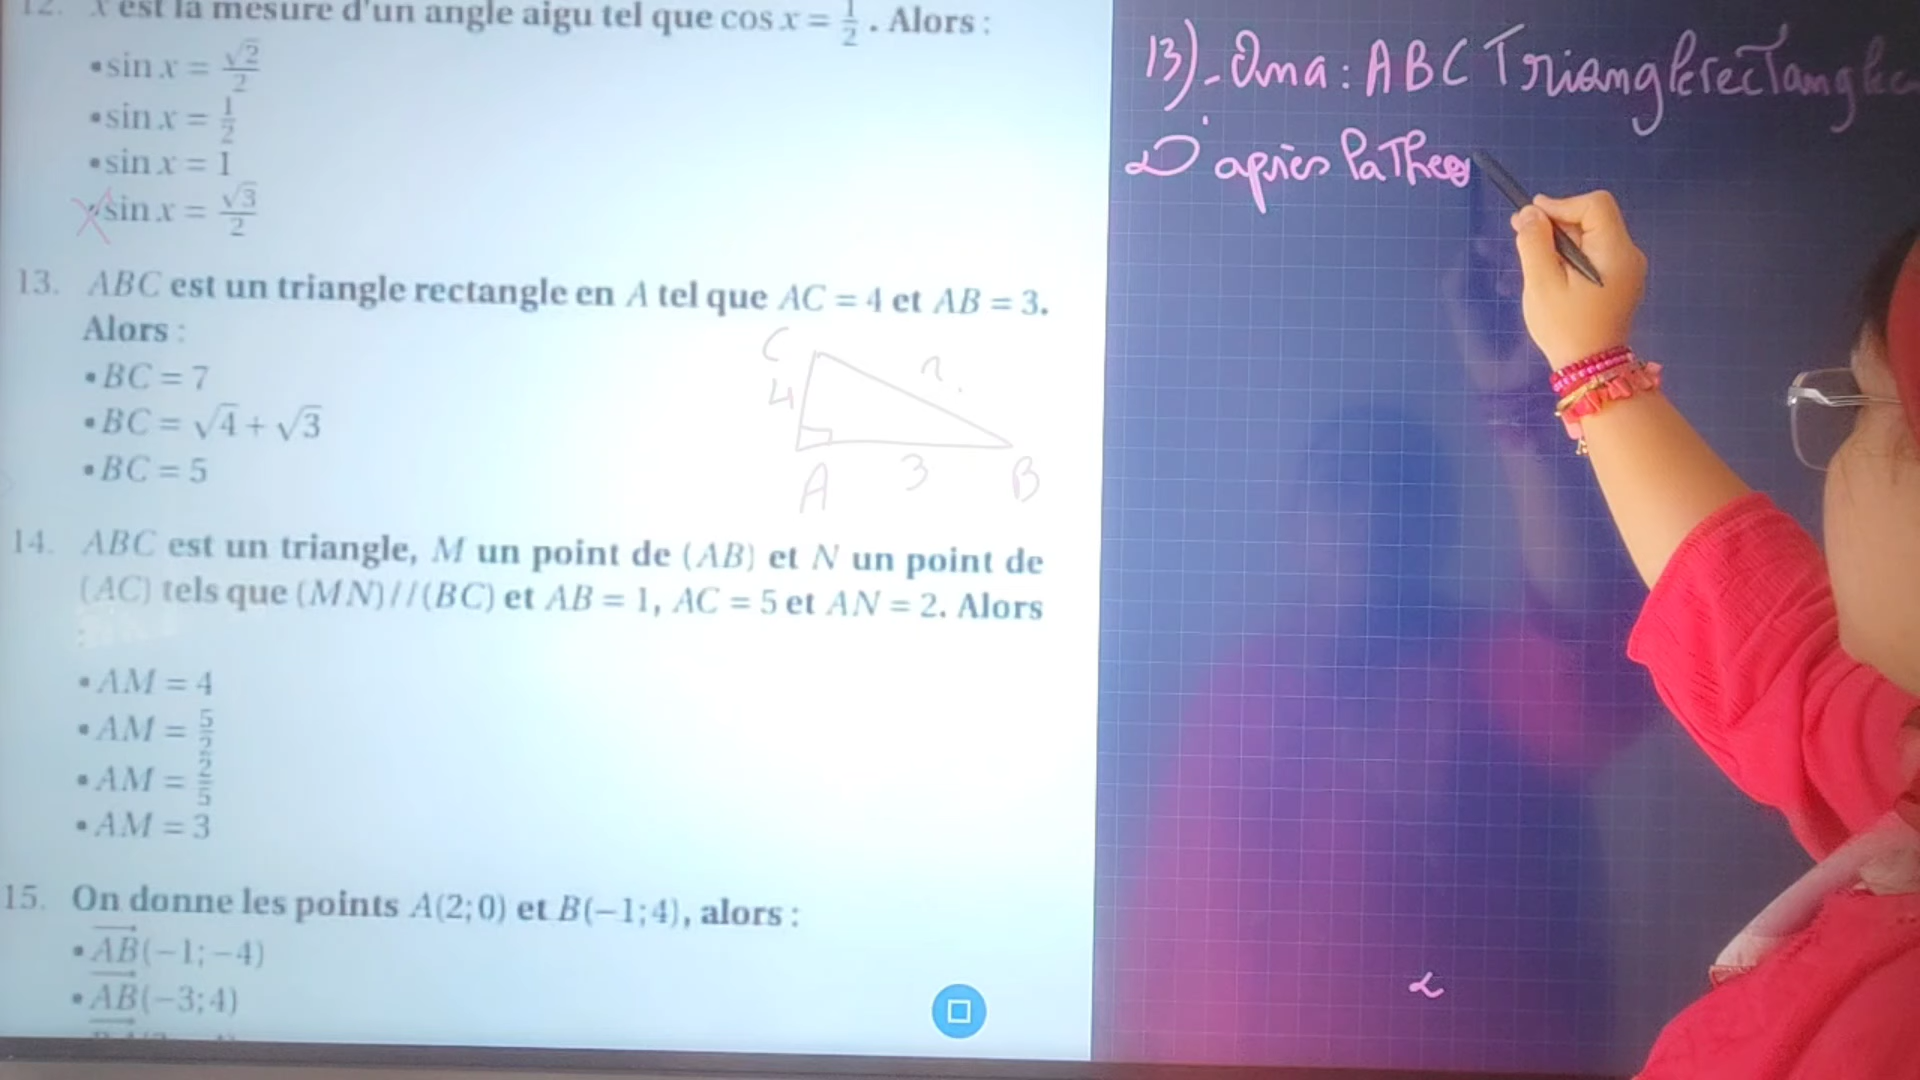 12. x est la mesure d'un angle aigu tel que cos x = 1/2 . Alors :
• sin x = √2/2
• sin x = 1/2
• sin x = 1
• sin x = √3/2
13. ABC est un triangle rectangle en A tel que AC = 4 et AB = 3.
Alors :
• BC = 7
• BC = √4 + √3
• BC = 5
C
4
?
A 3 B
14. ABC est un triangle, M un point de (AB) et N un point de
(AC) tels que (MN)//(BC) et AB = 1, AC = 5 et AN = 2. Alors
:
• AM = 4
• AM = 5/2
• AM = 2/5
• AM = 3
15. On donne les points A(2;0) et B(−1;4), alors :
• AB(−1;−4)
• AB(−3;4)
13)- On a : ABC Triangle rectangle
D'après la Theo